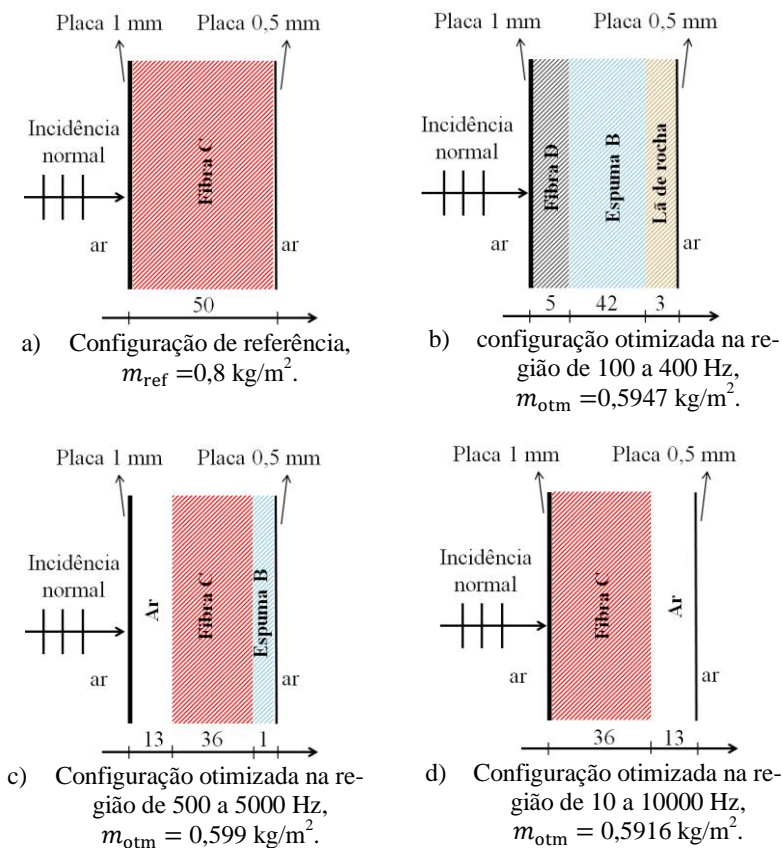 Placa 1 mm Placa 0,5 mm
Incidência
normal
ar
Fibra C
ar
50
a) Configuração de referência,
m_ref =0,8 kg/m².
Placa 1 mm Placa 0,5 mm
Incidência
normal
ar
Fibra D
Espuma B
Lã de rocha
ar
5 42 3
b) configuração otimizada na re-
gião de 100 a 400 Hz,
m_otm =0,5947 kg/m².
Placa 1 mm Placa 0,5 mm
Incidência
normal
ar
Ar
Fibra C
Espuma B
ar
13 36 1
c) Configuração otimizada na re-
gião de 500 a 5000 Hz,
m_otm = 0,599 kg/m².
Placa 1 mm Placa 0,5 mm
Incidência
normal
ar
Fibra C
Ar
ar
36 13
d) Configuração otimizada na re-
gião de 10 a 10000 Hz,
m_otm = 0,5916 kg/m².